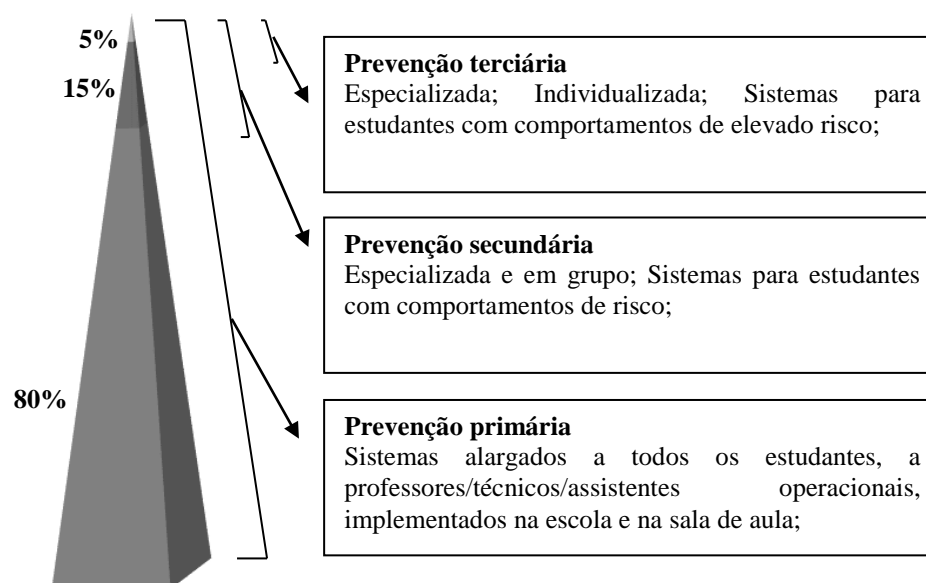 5%
15%
80%
Prevenção terciária
Especializada; Individualizada; Sistemas para
estudantes com comportamentos de elevado risco;
Prevenção secundária
Especializada e em grupo; Sistemas para estudantes
com comportamentos de risco;
Prevenção primária
Sistemas alargados a todos os estudantes, a
professores/técnicos/assistentes operacionais,
implementados na escola e na sala de aula;